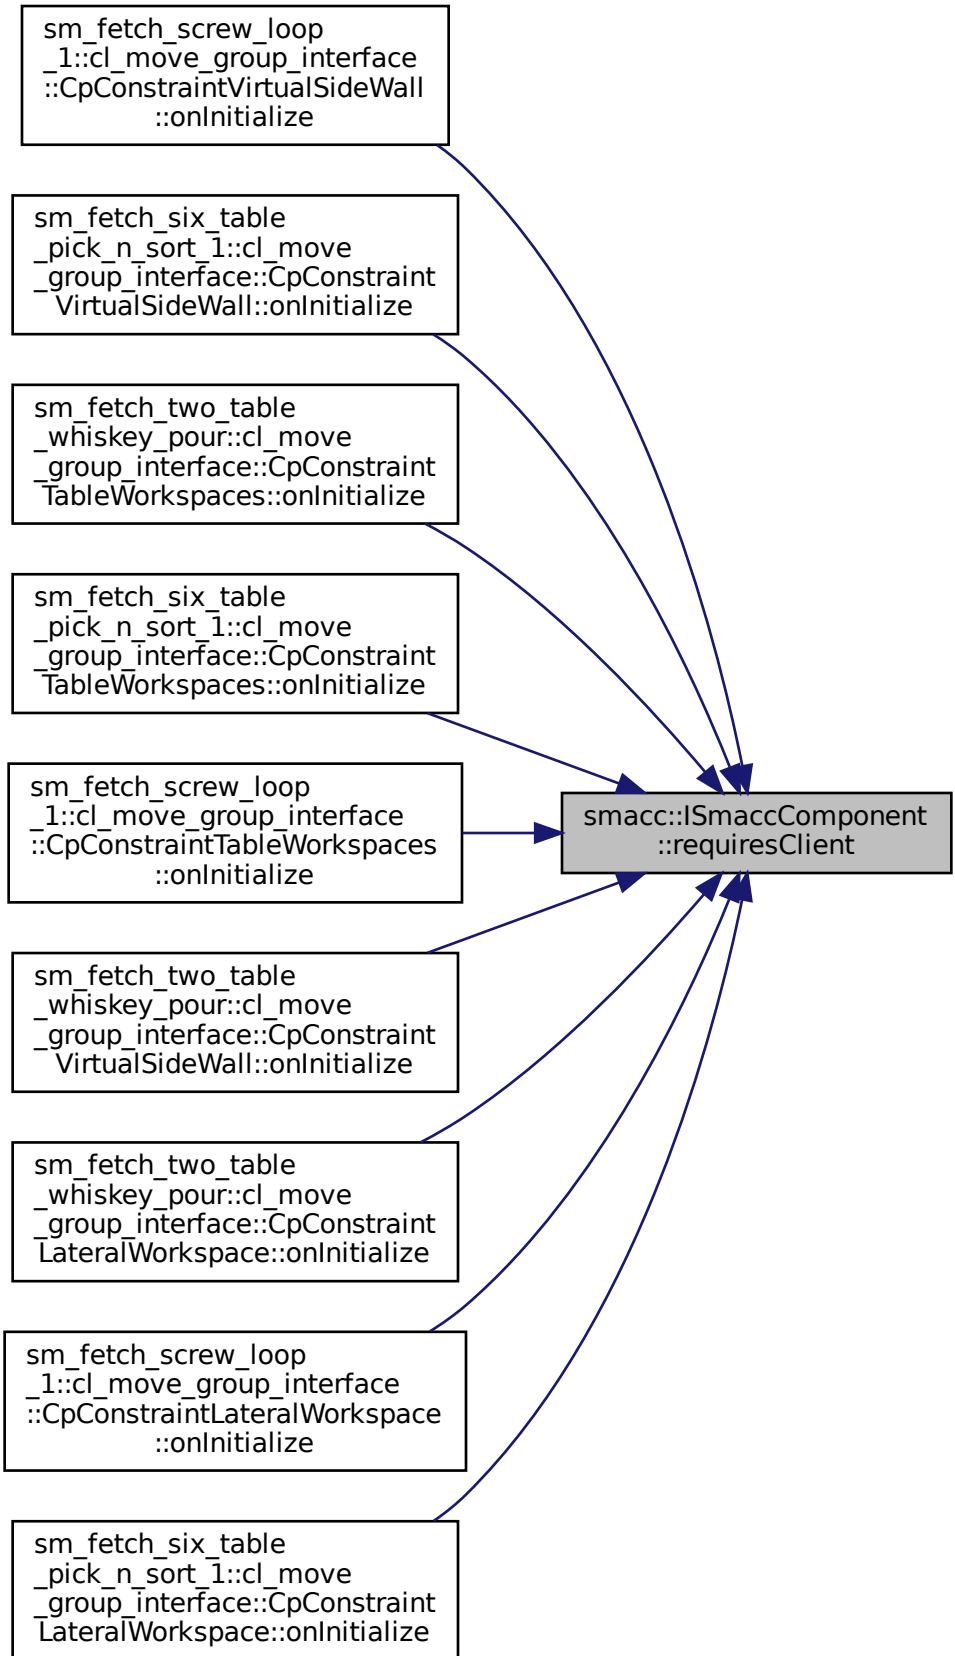 sm_fetch_screw_loop
_1::cl_move_group_interface
::CpConstraintVirtualSideWall
::onInitialize
sm_fetch_six_table
_pick_n_sort_1::cl_move
_group_interface::CpConstraint
VirtualSideWall::onInitialize
sm_fetch_two_table
_whiskey_pour::cl_move
_group_interface::CpConstraint
TableWorkspaces::onInitialize
sm_fetch_six_table
_pick_n_sort_1::cl_move
_group_interface::CpConstraint
TableWorkspaces::onInitialize
sm_fetch_screw_loop
_1::cl_move_group_interface
::CpConstraintTableWorkspaces
::onInitialize
smacc::ISmaccComponent
::requiresClient
sm_fetch_two_table
_whiskey_pour::cl_move
_group_interface::CpConstraint
VirtualSideWall::onInitialize
sm_fetch_two_table
_whiskey_pour::cl_move
_group_interface::CpConstraint
LateralWorkspace::onInitialize
sm_fetch_screw_loop
_1::cl_move_group_interface
::CpConstraintLateralWorkspace
::onInitialize
sm_fetch_six_table
_pick_n_sort_1::cl_move
_group_interface::CpConstraint
LateralWorkspace::onInitialize